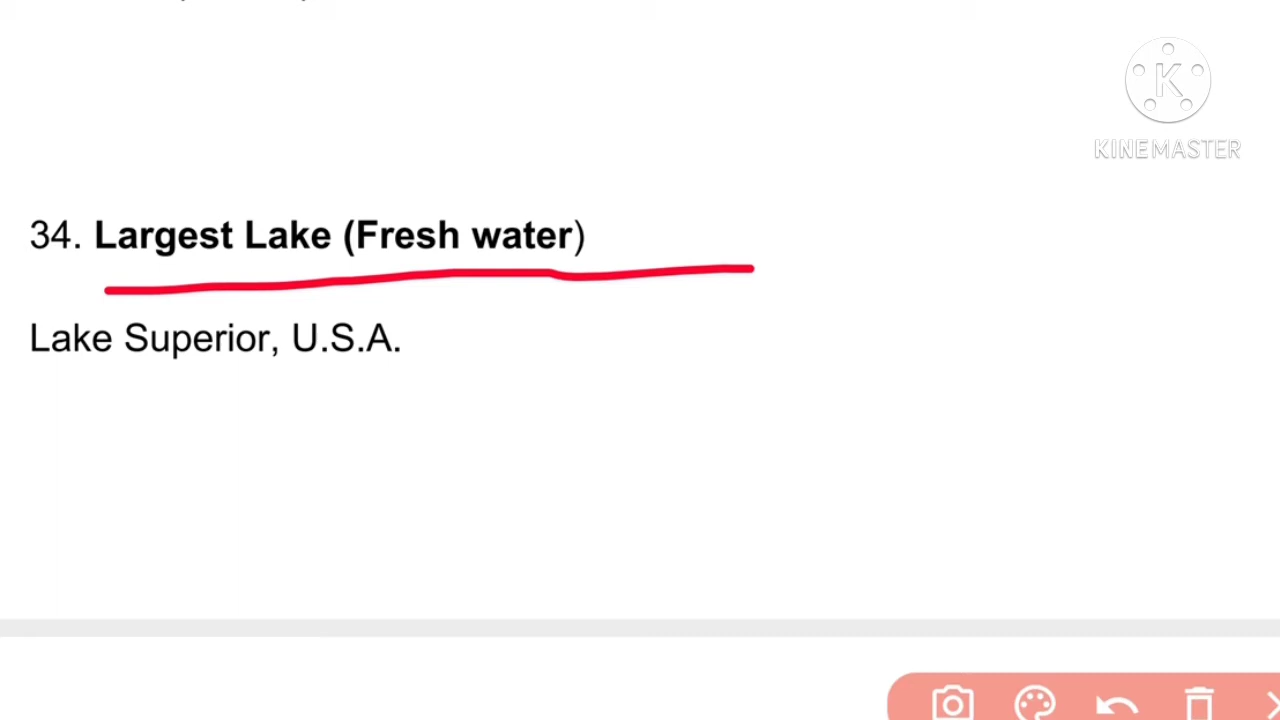 KINEMASTER
34. Largest Lake (Fresh water)
Lake Superior, U.S.A.